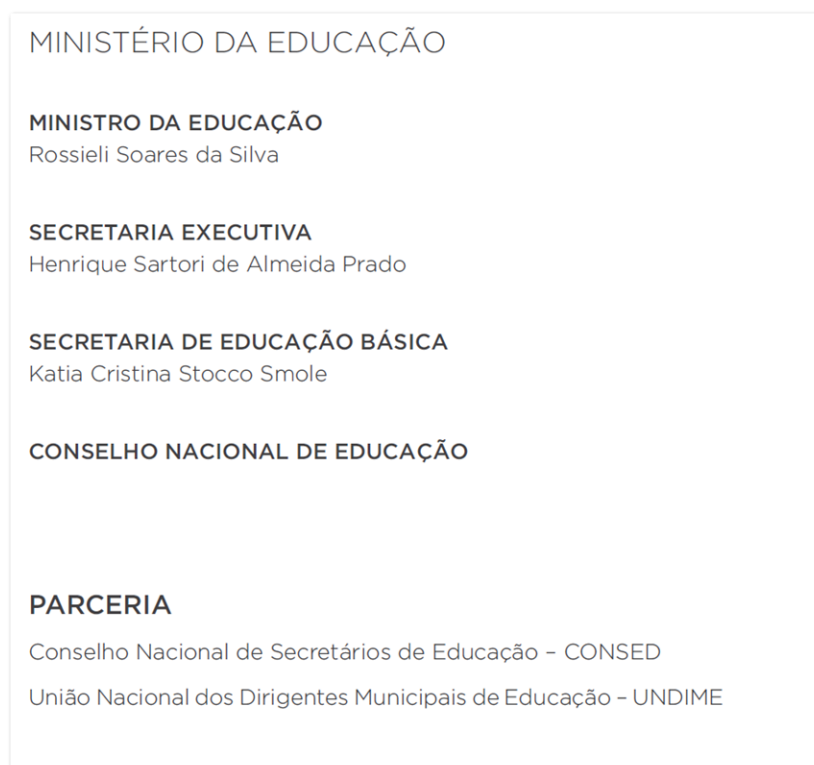 MINISTÉRIO DA EDUCAÇÃO
MINISTRO DA EDUCAÇÃO
Rossieli Soares da Silva
SECRETARIA EXECUTIVA
Henrique Sartori de Almeida Prado
SECRETARIA DE EDUCAÇÃO BÁSICA
Katia Cristina Stocco Smole
CONSELHO NACIONAL DE EDUCAÇÃO
PARCERIA
Conselho Nacional de Secretários de Educação – CONSED
União Nacional dos Dirigentes Municipais de Educação – UNDIME